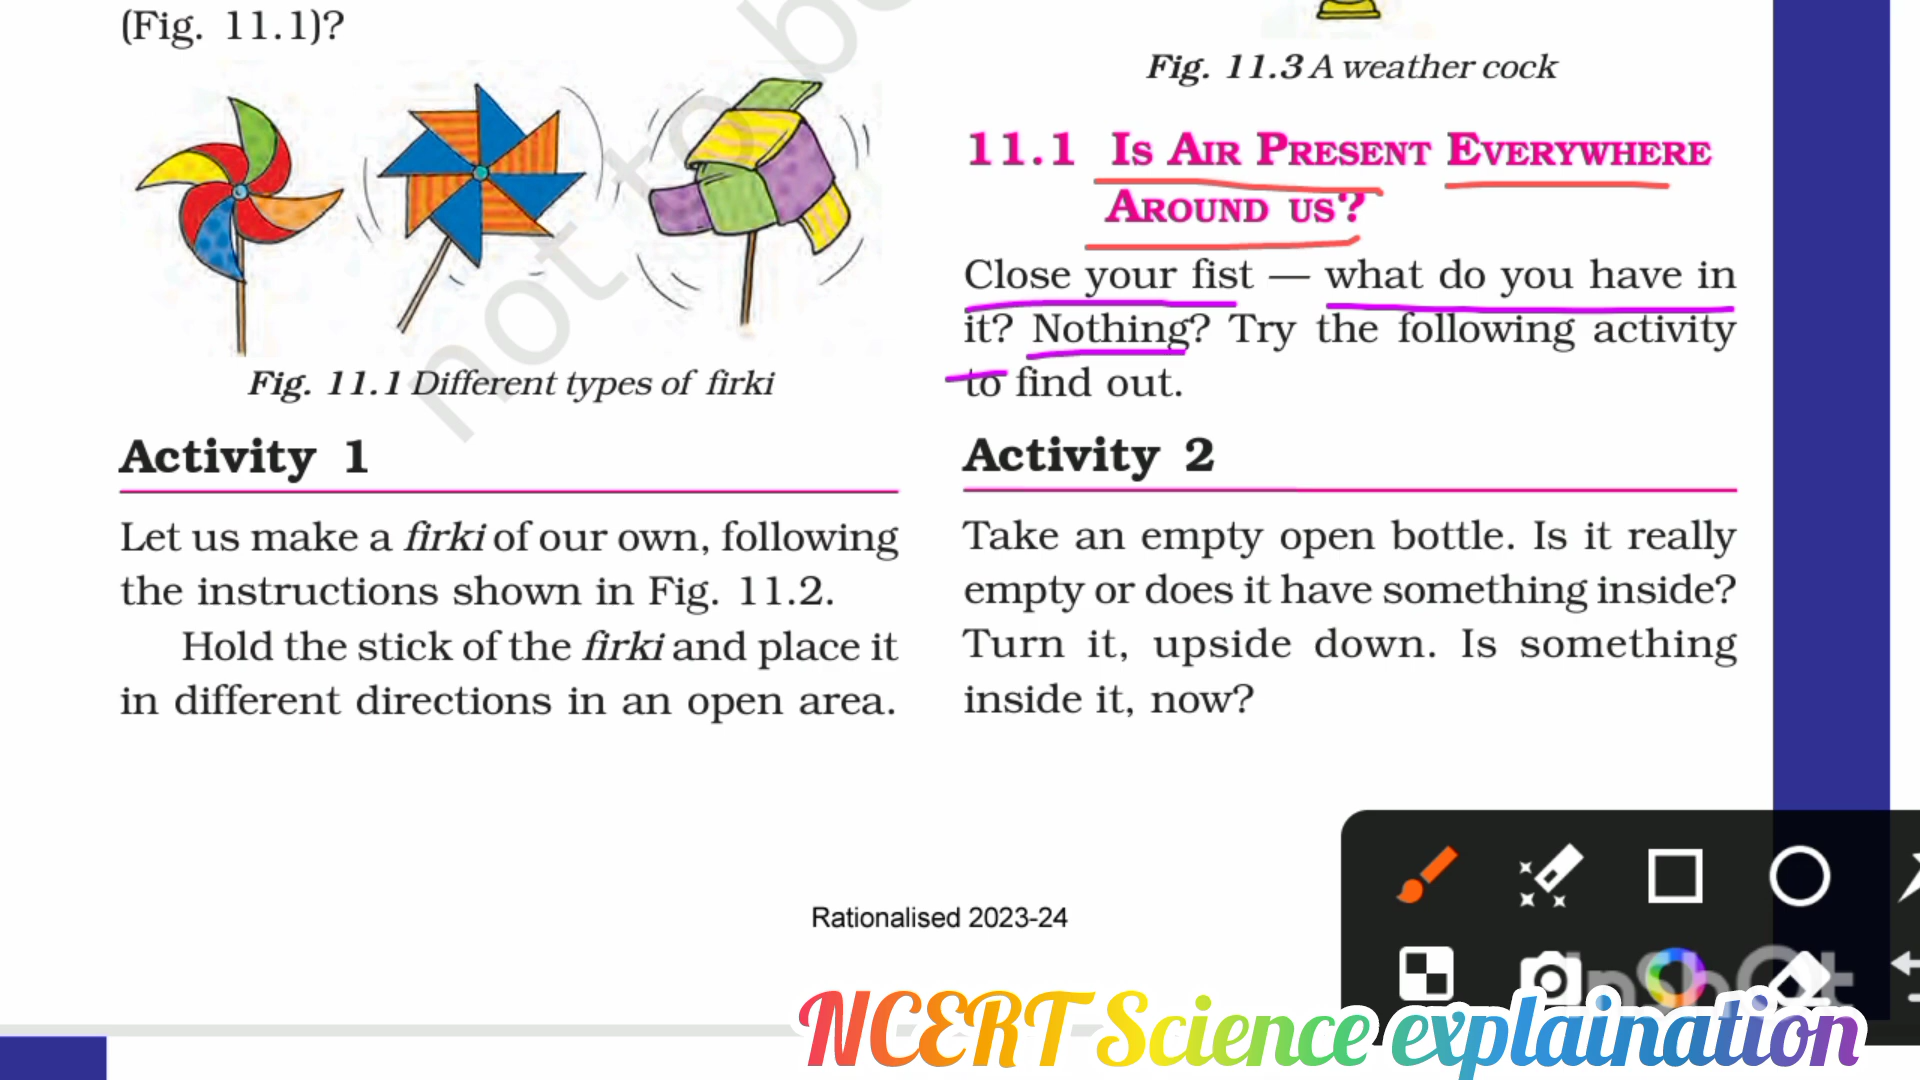 (Fig. 11.1)?
Fig. 11.1 Different types of firki
Activity 1
Let us make a firki of our own, following
the instructions shown in Fig. 11.2.
Hold the stick of the firki and place it
in different directions in an open area.
Fig. 11.3 A weather cock
11.1 IS AIR PRESENT EVERYWHERE
AROUND US?
Close your fist — what do you have in
it? Nothing? Try the following activity
to find out.
Activity 2
Take an empty open bottle. Is it really
empty or does it have something inside?
Turn it, upside down. Is something
inside it, now?
not to be
Rationalised 2023-24
InShOt
NCERT Science explaination